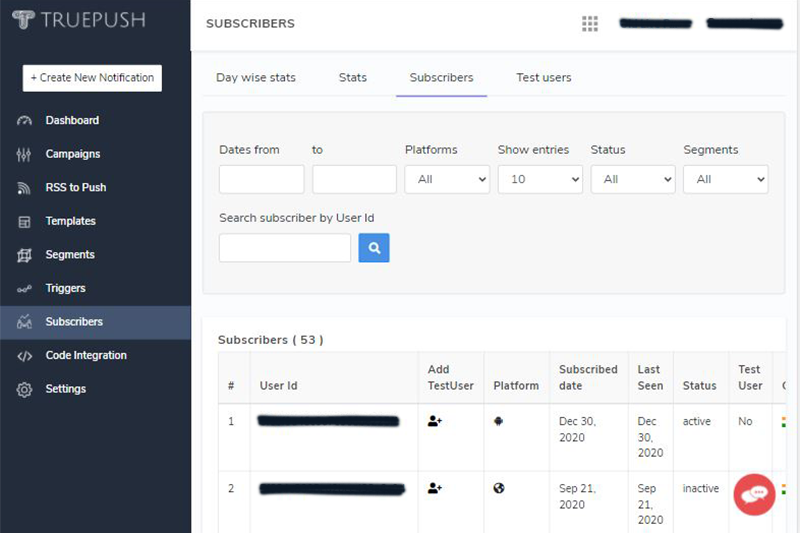 TRUEPUSH
SUBSCRIBERS
+ Create New Notification
Day wise stats Stats Subscribers Test users
Dashboard
Campaigns
RSS to Push
Templates
Segments
Triggers
Subscribers
Code Integration
Settings
Dates from to Platforms Show entries Status Segments
All 10 All All
Search subscriber by User Id
Subscribers ( 53 )
# User Id Add TestUser Platform Subscribed date Last Seen Status Test User
1 Dec 30, 2020 Dec 30, 2020 active No
2 Sep 21, 2020 Sep 21, 2020 inactive